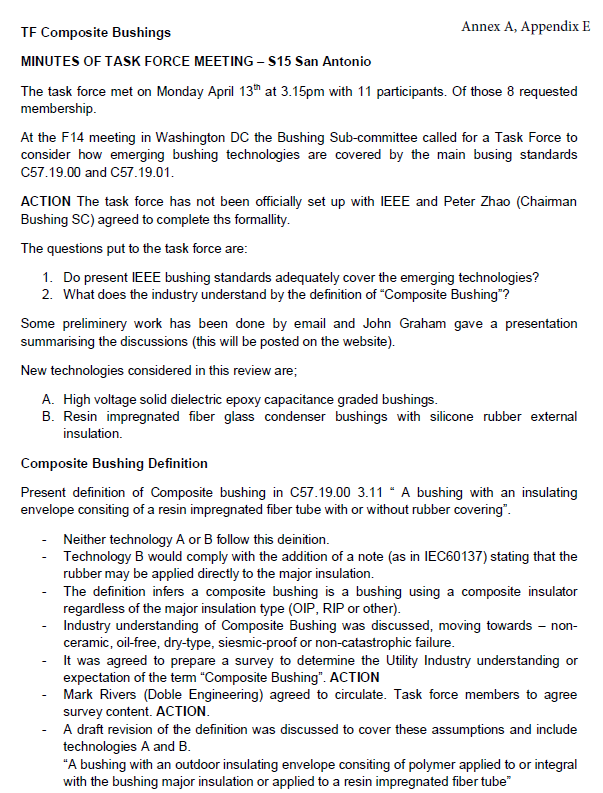 Annex A, Appendix E
TF Composite Bushings
MINUTES OF TASK FORCE MEETING – S15 San Antonio
The task force met on Monday April 13th at 3.15pm with 11 participants. Of those 8 requested
membership.
At the F14 meeting in Washington DC the Bushing Sub-committee called for a Task Force to
consider how emerging bushing technologies are covered by the main busing standards
C57.19.00 and C57.19.01.
ACTION The task force has not been officially set up with IEEE and Peter Zhao (Chairman
Bushing SC) agreed to complete ths formallity.
The questions put to the task force are:
1. Do present IEEE bushing standards adequately cover the emerging technologies?
2. What does the industry understand by the definition of “Composite Bushing”?
Some preliminery work has been done by email and John Graham gave a presentation
summarising the discussions (this will be posted on the website).
New technologies considered in this review are;
A. High voltage solid dielectric epoxy capacitance graded bushings.
B. Resin impregnated fiber glass condenser bushings with silicone rubber external
insulation.
Composite Bushing Definition
Present definition of Composite bushing in C57.19.00 3.11 “ A bushing with an insulating
envelope consiting of a resin impregnated fiber tube with or without rubber covering”.
- Neither technology A or B follow this deinition.
- Technology B would comply with the addition of a note (as in IEC60137) stating that the
rubber may be applied directly to the major insulation.
- The definition infers a composite bushing is a bushing using a composite insulator
regardless of the major insulation type (OIP, RIP or other).
- Industry understanding of Composite Bushing was discussed, moving towards – non-
ceramic, oil-free, dry-type, siesmic-proof or non-catastrophic failure.
- It was agreed to prepare a survey to determine the Utility Industry understanding or
expectation of the term “Composite Bushing”. ACTION
- Mark Rivers (Doble Engineering) agreed to circulate. Task force members to agree
survey content. ACTION.
- A draft revision of the definition was discussed to cover these assumptions and include
technologies A and B.
“A bushing with an outdoor insulating envelope consiting of polymer applied to or integral
with the bushing major insulation or applied to a resin impregnated fiber tube”